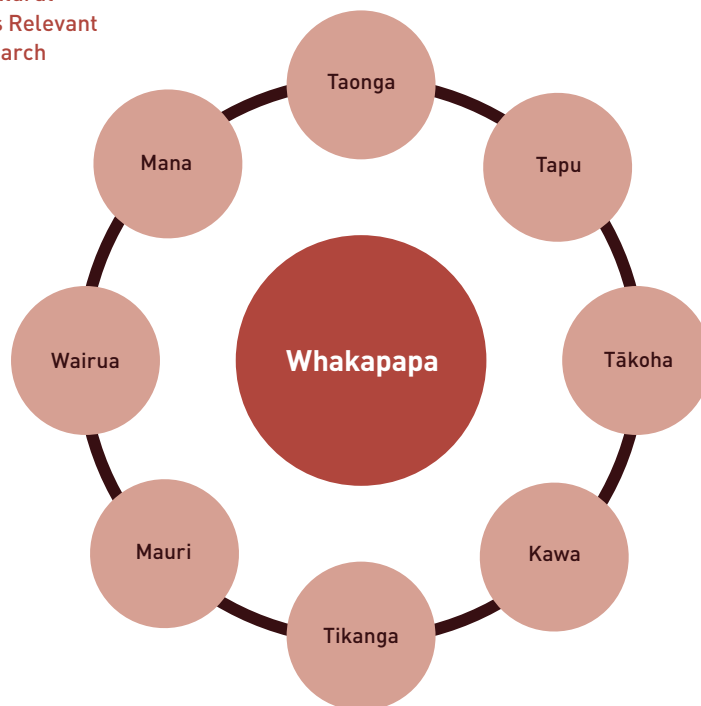 s Relevant
arch
Taonga
Mana
Tapu
Whakapapa
Wairua
Tākoha
Mauri
Kawa
Tikanga